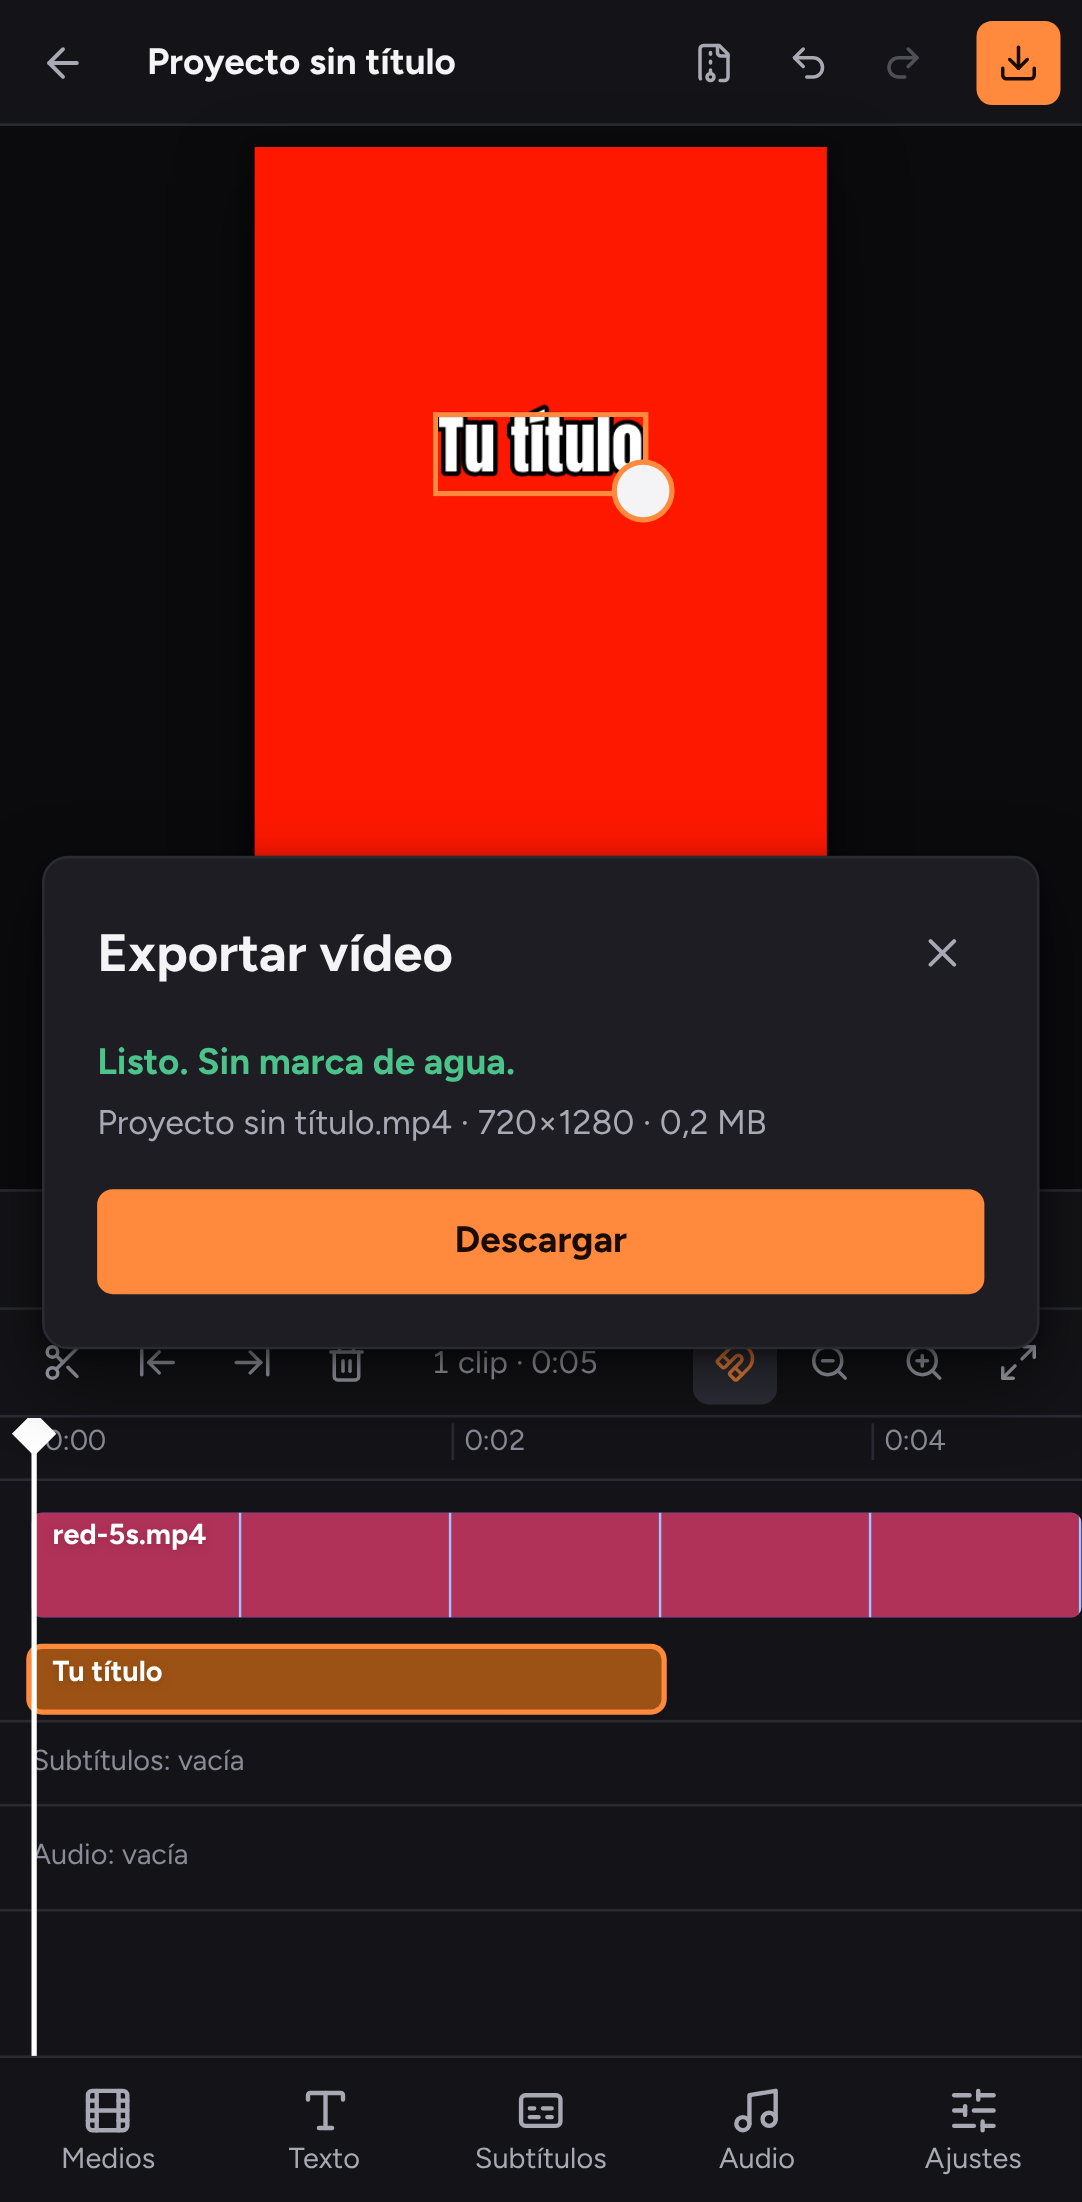 Proyecto sin título
Tu título
Exportar vídeo
Listo. Sin marca de agua.
Proyecto sin título.mp4 · 720×1280 · 0,2 MB
Descargar
1 clip · 0:05
0:00
0:02
0:04
red-5s.mp4
Tu título
Subtítulos: vacía
Audio: vacía
Medios
Texto
Subtítulos
Audio
Ajustes